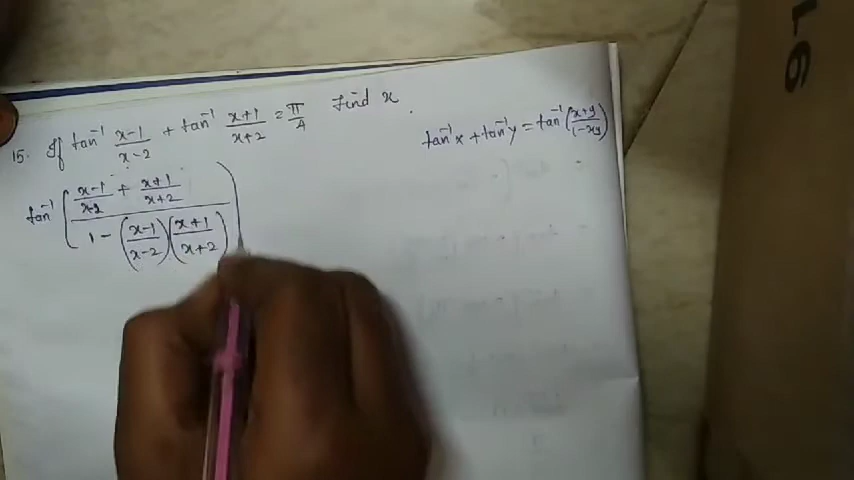 15. If tan⁻¹ (x-1)/(x-2) + tan⁻¹ (x+1)/(x+2) = π/4 Find x.
tan⁻¹x + tan⁻¹y = tan⁻¹((x+y)/(1-xy))
tan⁻¹(((x-1)/(x-2) + (x+1)/(x+2))/(1 - ((x-1)/(x-2))((x+1)/(x+2))))